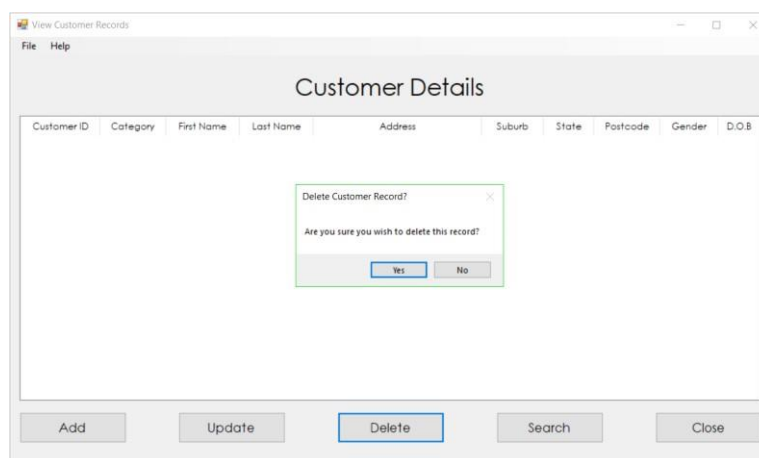 View Customer Records
File Help
Customer Details
Customer ID Category First Name Last Name Address Suburb State Postcode Gender D.O.B
Delete Customer Record?
Are you sure you wish to delete this record?
Yes No
Add Update Delete Search Close